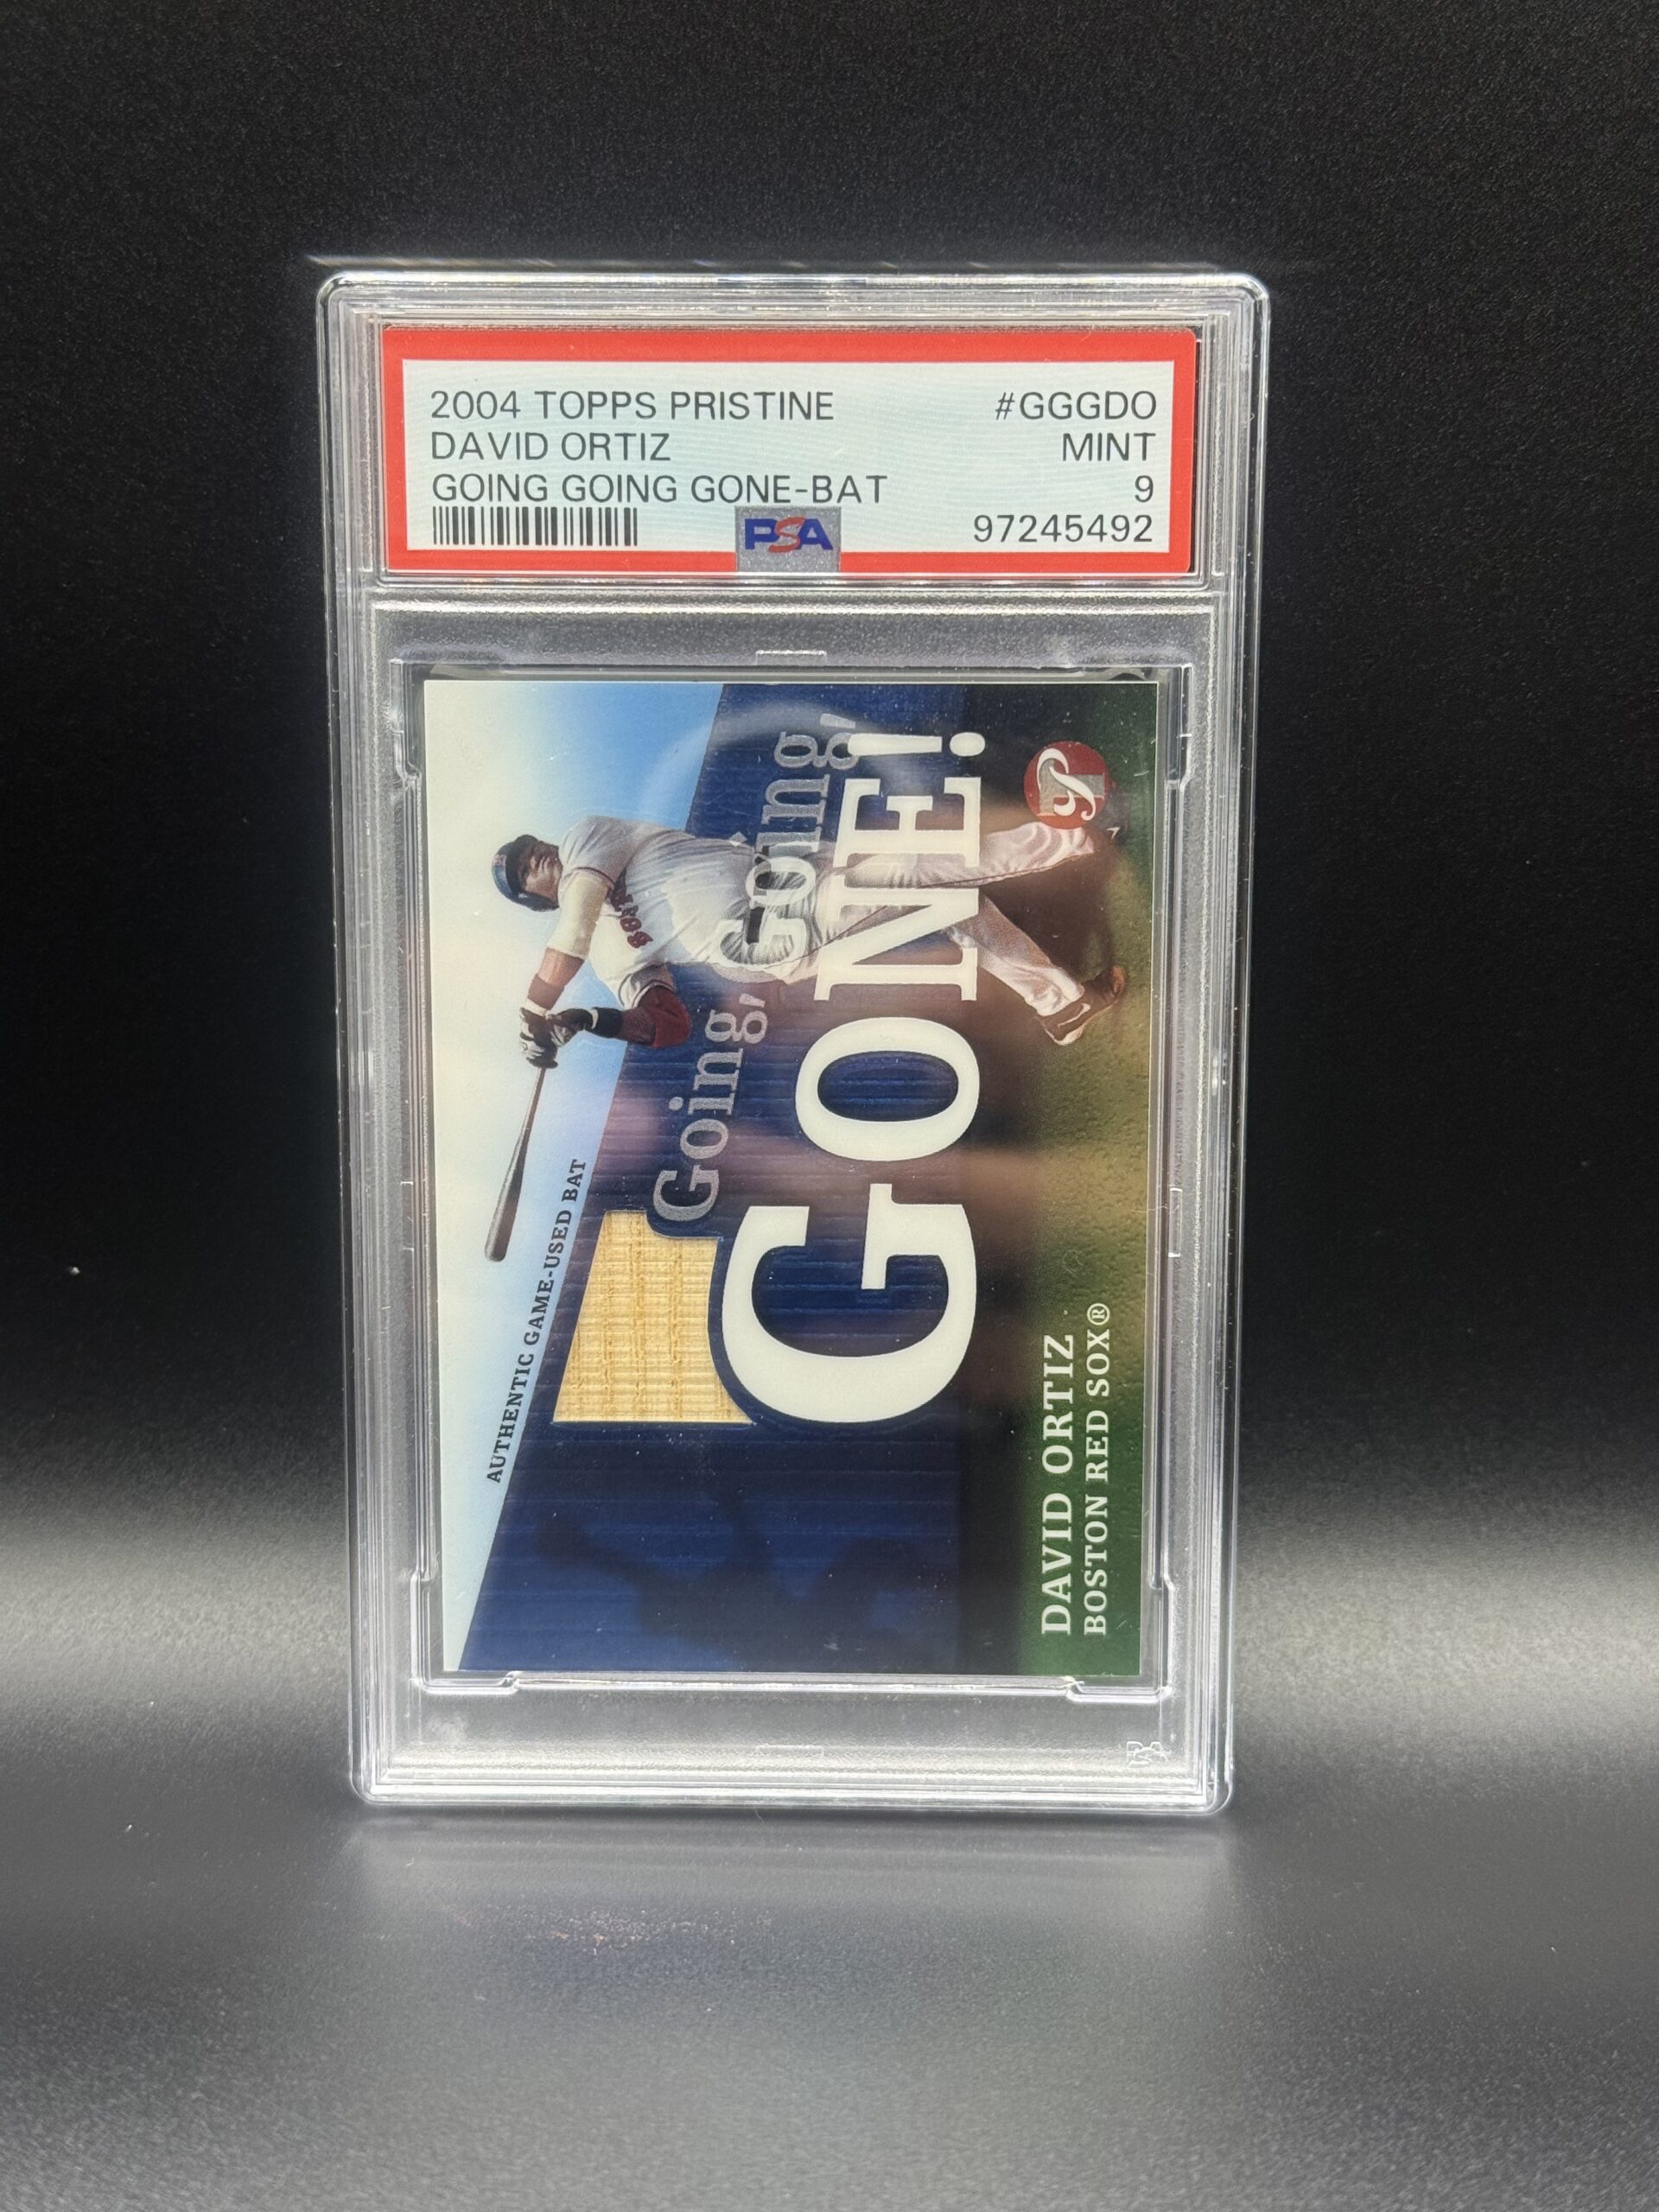 2004 TOPPS PRISTINE #GGGDO
DAVID ORTIZ MINT
GOING GOING GONE-BAT 9
PSA 97245492
AUTHENTIC GAME-USED BAT
Going, Going,
GONE!
DAVID ORTIZ
BOSTON RED SOX®